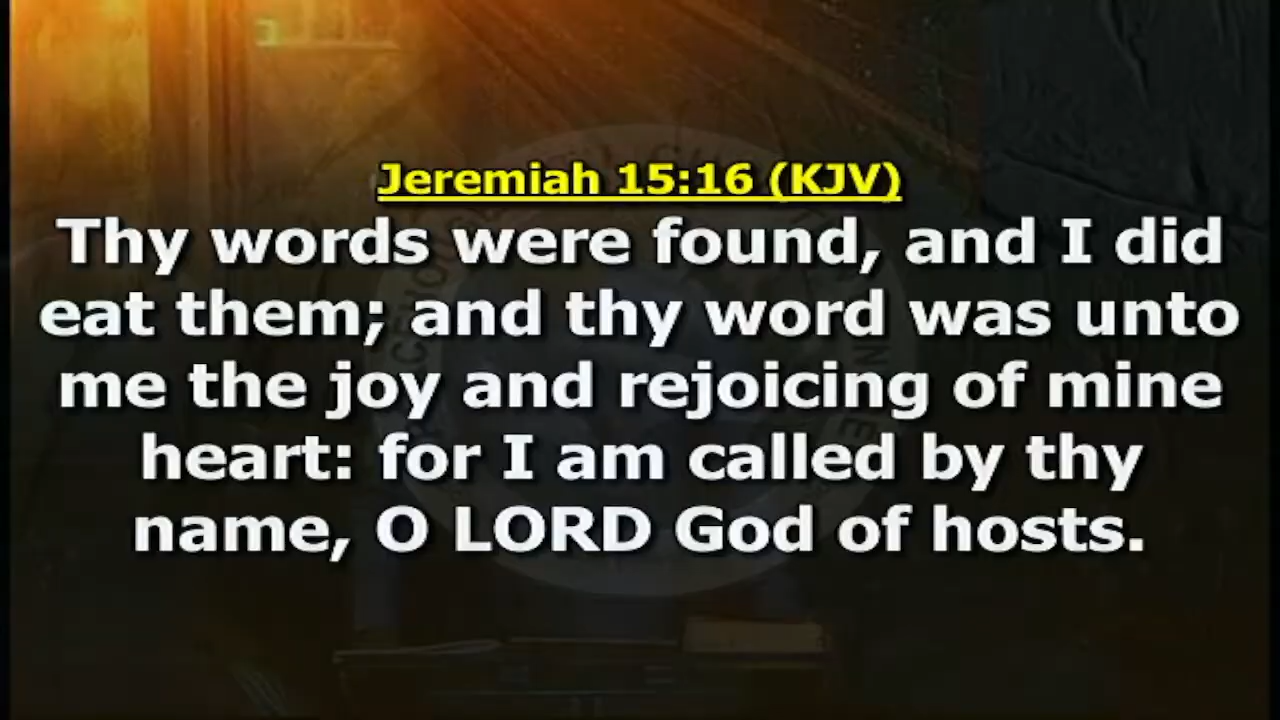 Jeremiah 15:16 (KJV)
Thy words were found, and I did
eat them; and thy word was unto
me the joy and rejoicing of mine
heart: for I am called by thy
name, O LORD God of hosts.